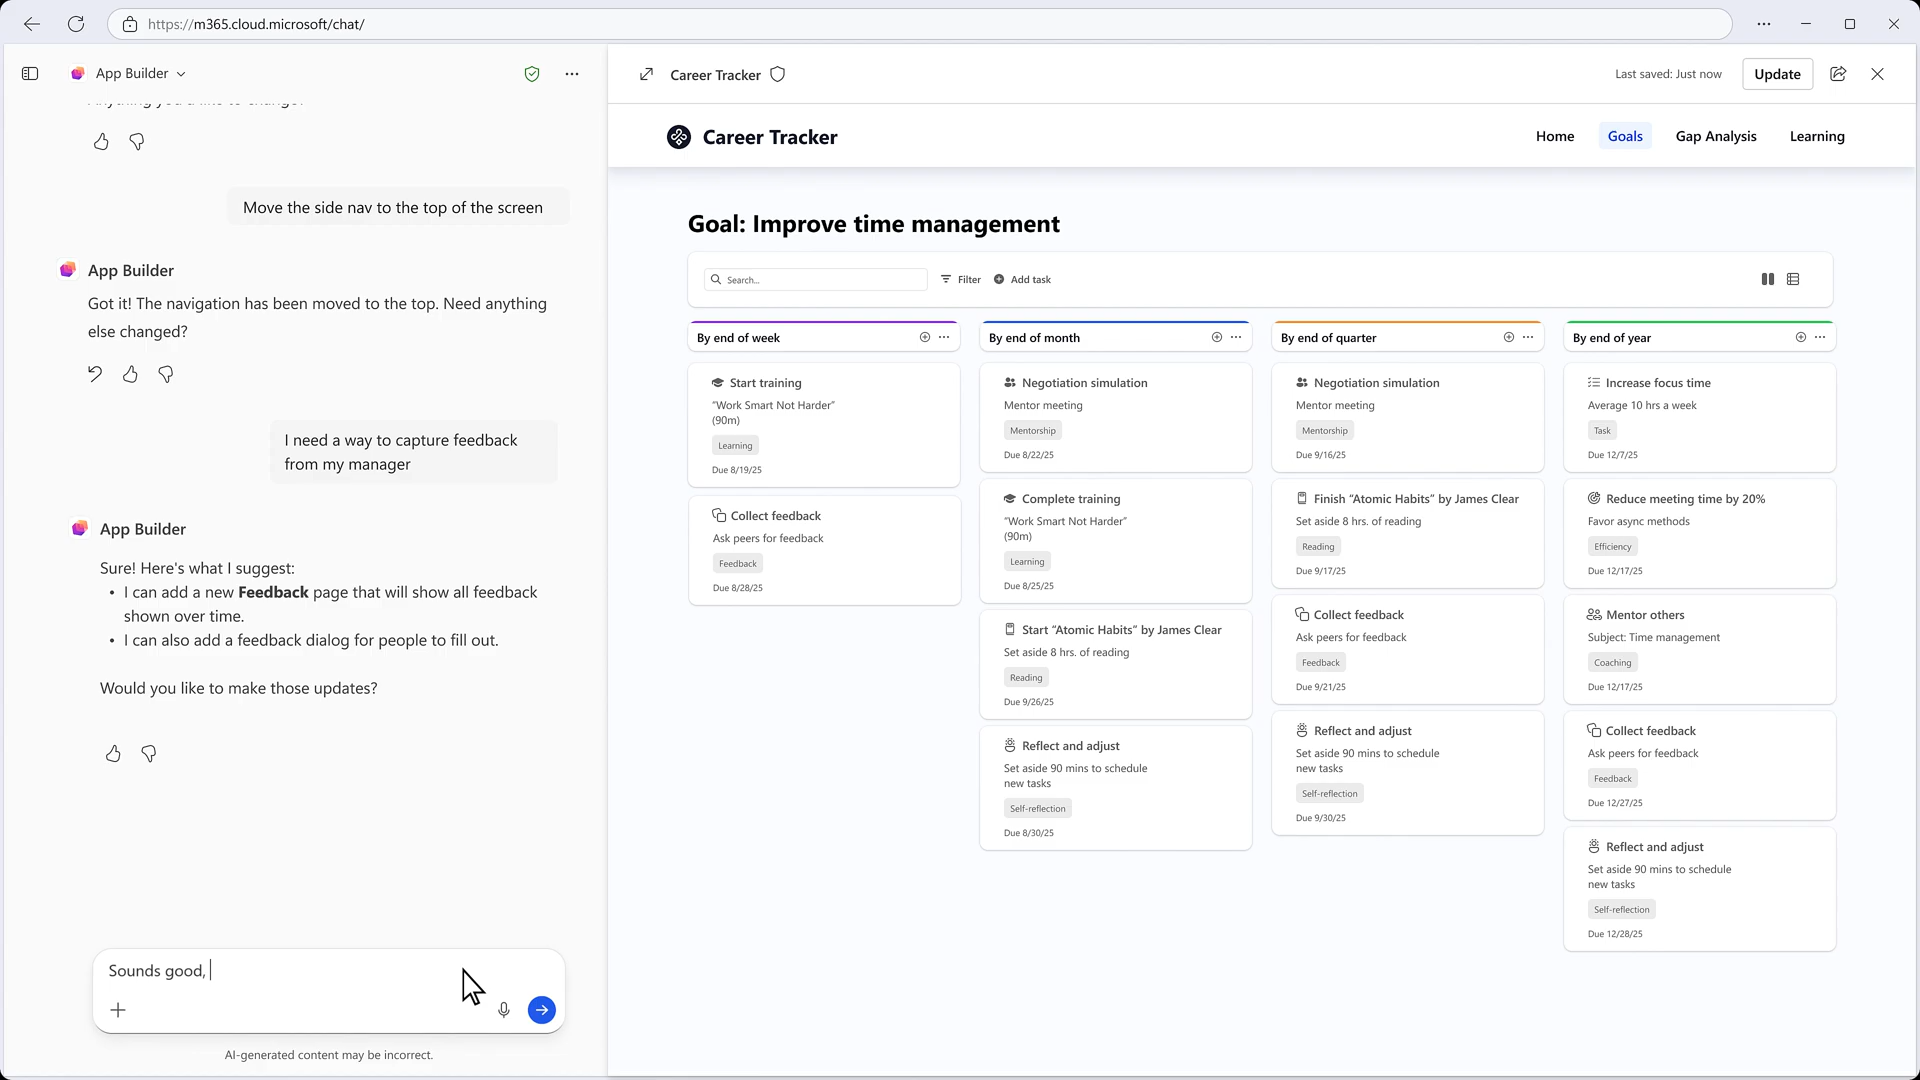 https://m365.cloud.microsoft/chat/
App Builder
Move the side nav to the top of the screen
App Builder
Got it! The navigation has been moved to the top. Need anything
else changed?
I need a way to capture feedback
from my manager
App Builder
Sure! Here's what I suggest:
• I can add a new Feedback page that will show all feedback
shown over time.
• I can also add a feedback dialog for people to fill out.
Would you like to make those updates?
Sounds good,
AI-generated content may be incorrect.
Career Tracker
Last saved: Just now
Update
Career Tracker
Home
Goals
Gap Analysis
Learning
Goal: Improve time management
Search...
Filter
Add task
By end of week
Start training
“Work Smart Not Harder”
(90m)
Learning
Due 8/19/25
Collect feedback
Ask peers for feedback
Feedback
Due 8/28/25
By end of month
Negotiation simulation
Mentor meeting
Mentorship
Due 8/22/25
Complete training
“Work Smart Not Harder”
(90m)
Learning
Due 8/25/25
Start “Atomic Habits” by James Clear
Set aside 8 hrs. of reading
Reading
Due 9/26/25
Reflect and adjust
Set aside 90 mins to schedule
new tasks
Self-reflection
Due 8/30/25
By end of quarter
Negotiation simulation
Mentor meeting
Mentorship
Due 9/16/25
Finish “Atomic Habits” by James Clear
Set aside 8 hrs. of reading
Reading
Due 9/17/25
Collect feedback
Ask peers for feedback
Feedback
Due 9/21/25
Reflect and adjust
Set aside 90 mins to schedule
new tasks
Self-reflection
Due 9/30/25
By end of year
Increase focus time
Average 10 hrs a week
Task
Due 12/7/25
Reduce meeting time by 20%
Favor async methods
Efficiency
Due 12/17/25
Mentor others
Subject: Time management
Coaching
Due 12/17/25
Collect feedback
Ask peers for feedback
Feedback
Due 12/27/25
Reflect and adjust
Set aside 90 mins to schedule
new tasks
Self-reflection
Due 12/28/25